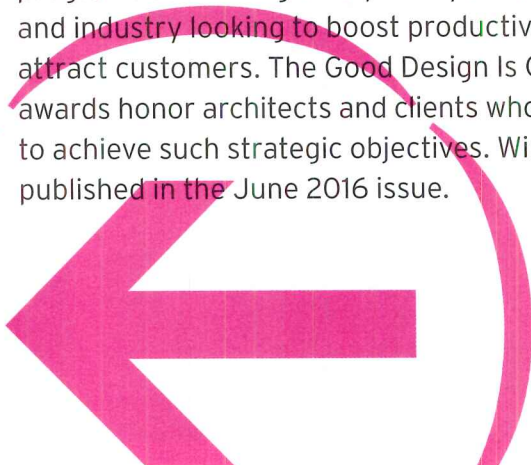 and industry looking to boost productiv
attract customers. The Good Design Is
awards honor architects and clients who
to achieve such strategic objectives. Wi
published in the June 2016 issue.